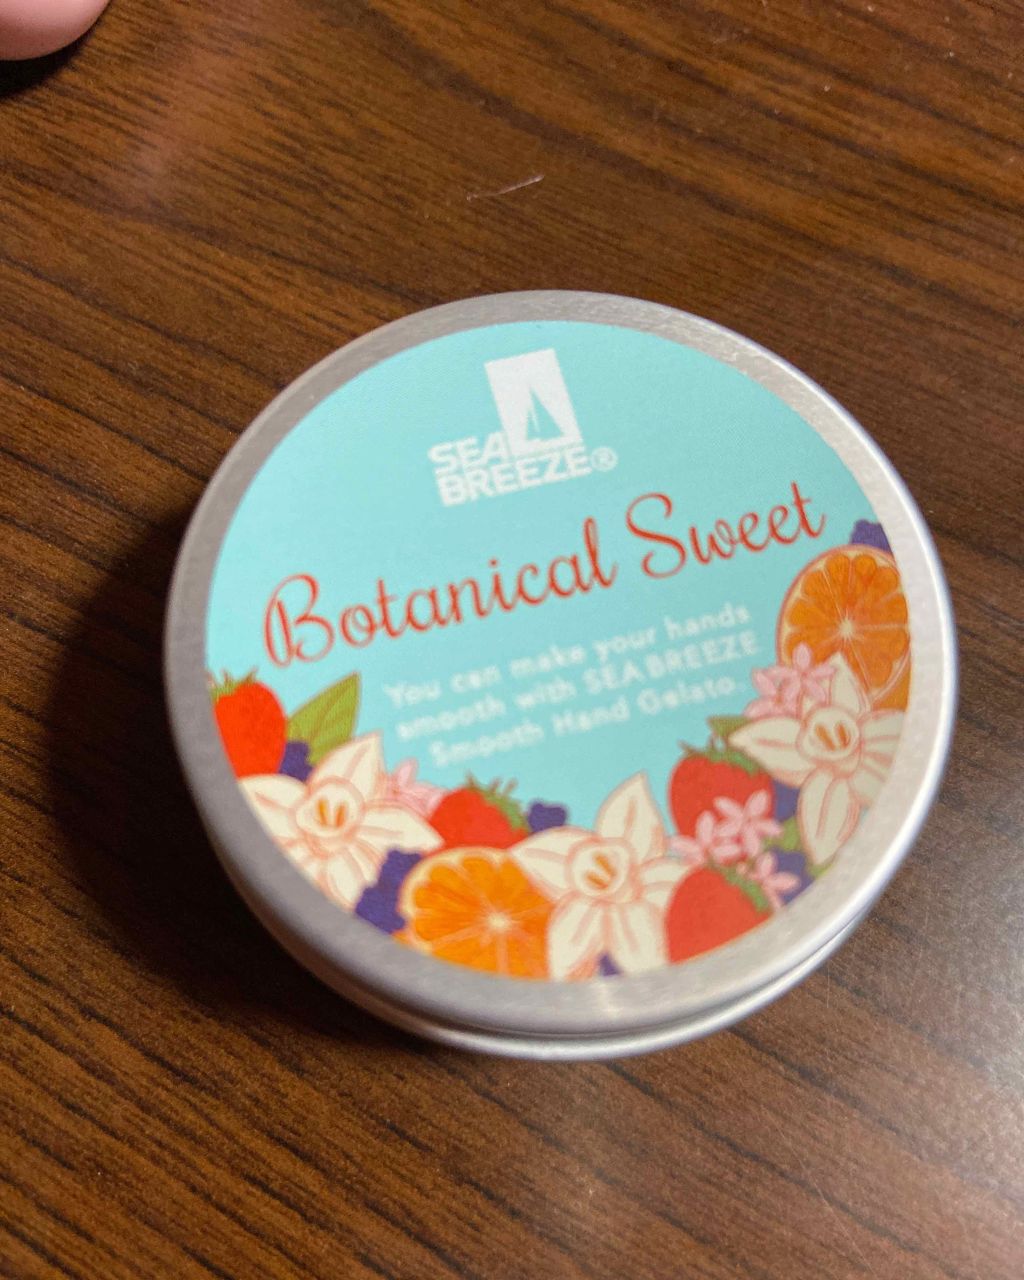 SEA
BREEZE®
Botanical Sweet
You can make your hands
smooth with SEA BREEZE
Smooth Hand Gelato.